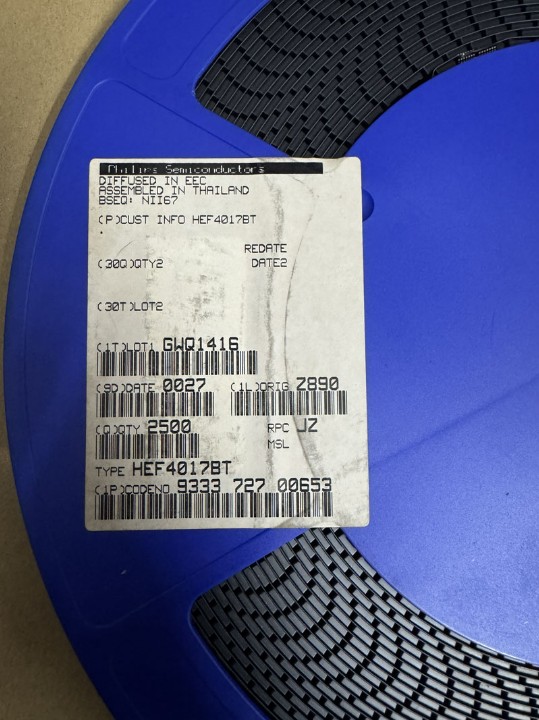 Philips Semiconductors
DIFFUSED IN EEC
ASSEMBLED IN THAILAND
BSEQ: NII67
(P)CUST INFO HEF4017BT
REDATE
(30Q)QTY2 DATE2
(30T)LOT2
(1T)LOT1 GWQ1416
(9D)DATE 0027 (1L)ORIG Z890
(Q)QTY 2500 RPC JZ
MSL
TYPE HEF4017BT
(1P)CODENO 9333 727 00653